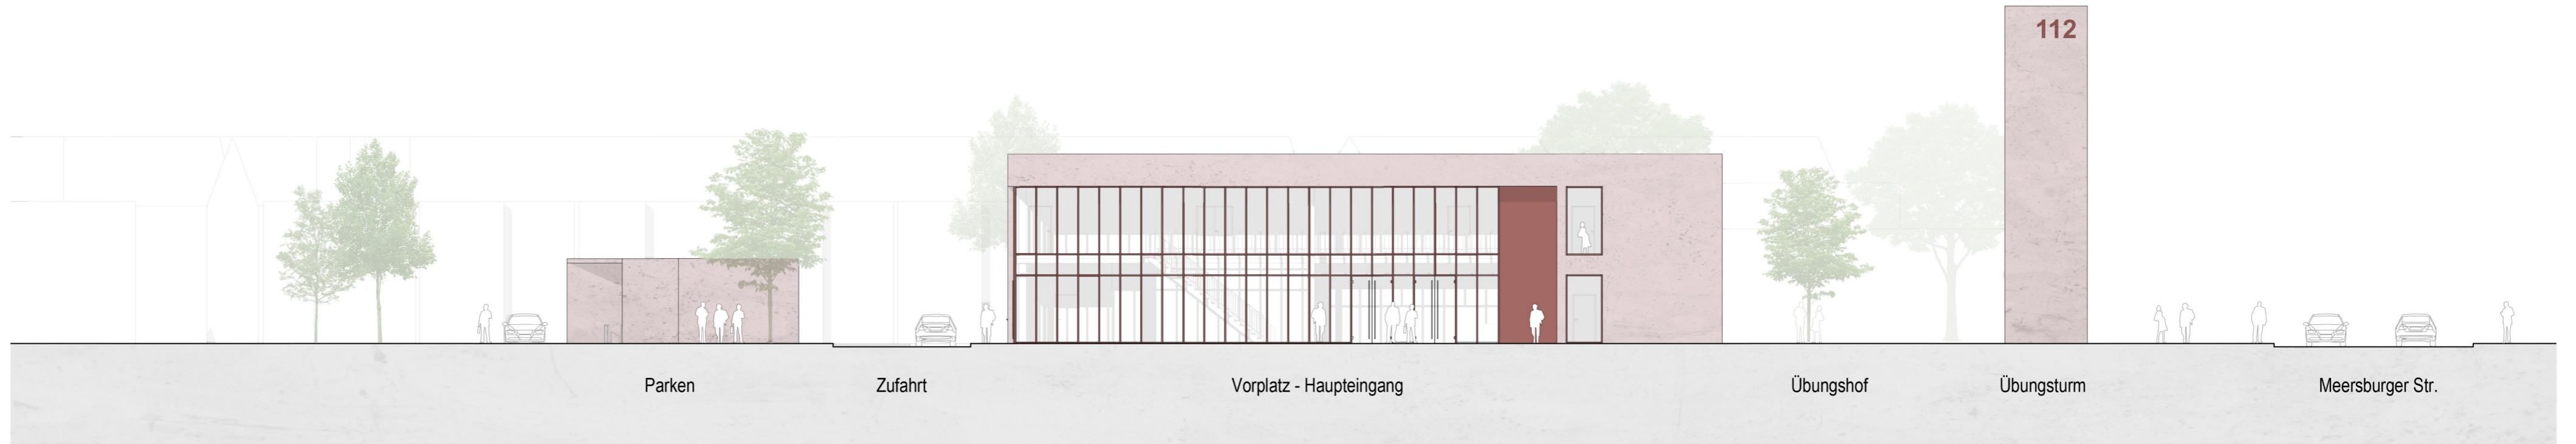 112
Parken
Zufahrt
Vorplatz - Haupteingang
Übungshof
Übungsturm
Meersburger Str.